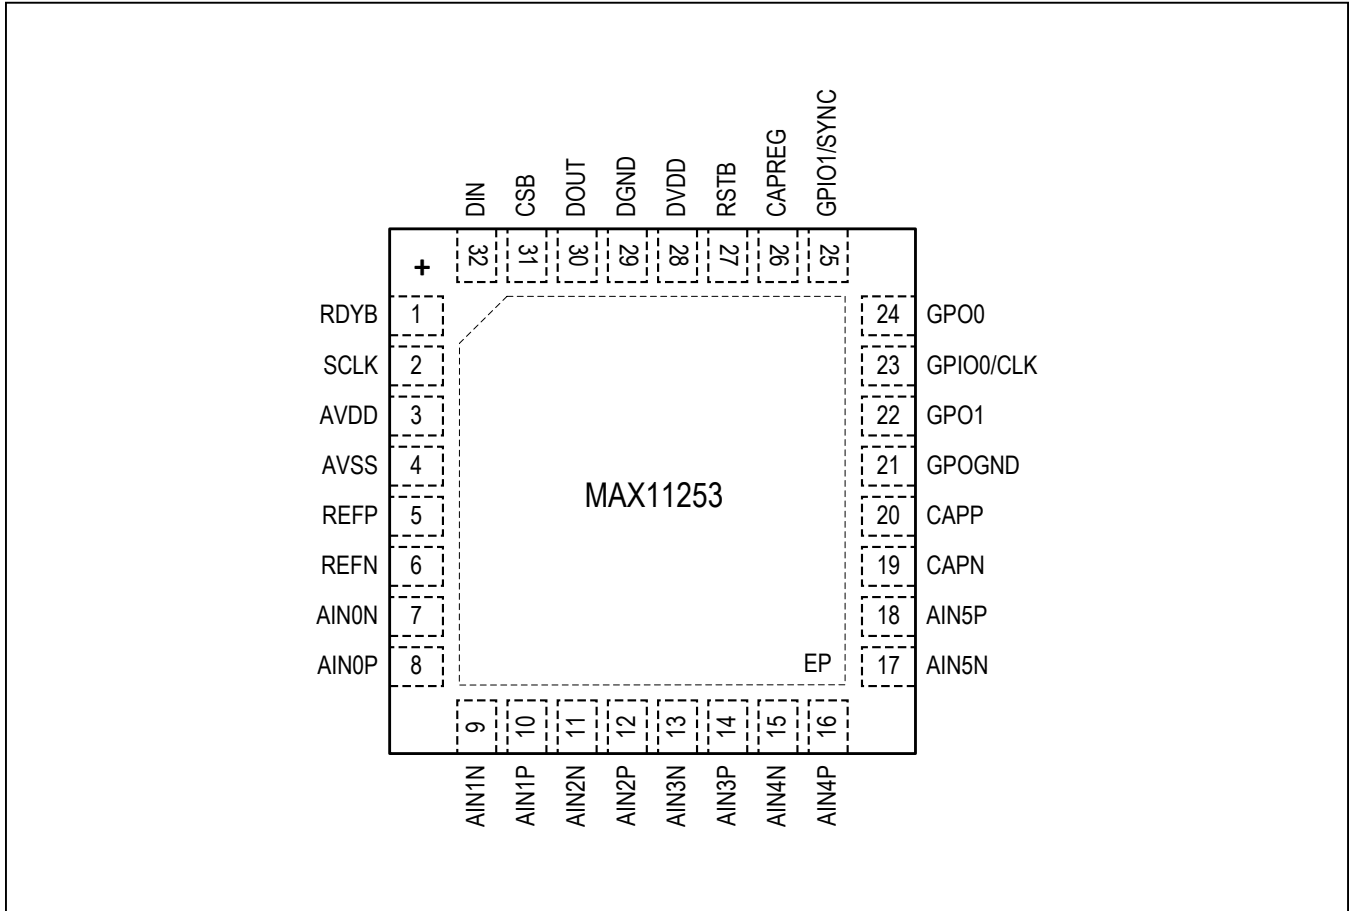 DIN
CSB
DOUT
DGND
DVDD
RSTB
CAPREG
GPIO1/SYNC
+
32
31
30
29
28
27
26
25
RDYB 1
SCLK 2
AVDD 3
AVSS 4
REFP 5
REFN 6
AIN0N 7
AIN0P 8
MAX11253
EP
24 GPO0
23 GPIO0/CLK
22 GPO1
21 GPOGND
20 CAPP
19 CAPN
18 AIN5P
17 AIN5N
9
10
11
12
13
14
15
16
AIN1N
AIN1P
AIN2N
AIN2P
AIN3N
AIN3P
AIN4N
AIN4P